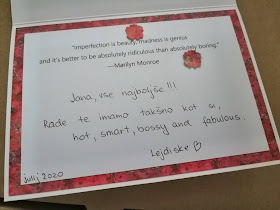 "Imperfection is beauty, madness is genius
and it's better to be absolutely ridiculous than absolutely boring."
—Marilyn Monroe
Jana, vse najboljše!!!
Rade te imamo takšno kot si,
hot, smart, bossy and fabulous.
Lejdiske
julij 2020